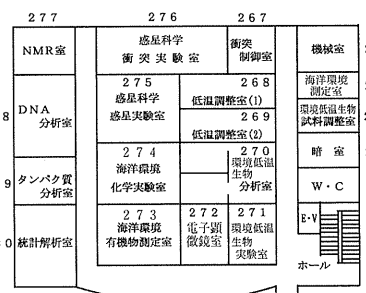 277
276
267
NMR室
惑星科学
衝突実験室
衝突
制御室
機械室
海洋環境
測定室
275
惑星科学
惑星実験室
268
低温調整室(1)
269
低温調整室(2)
8
DNA
分析室
環境低温生物
試料調整室
274
海洋環境
化学実験室
270
環境低温
生物
分析室
暗室
9
タンパク質
分析室
W・C
273
海洋環境
有機物測定室
272
電子顕
微鏡室
271
環境低温
生物
実験室
E・V
0
統計解析室
ホール